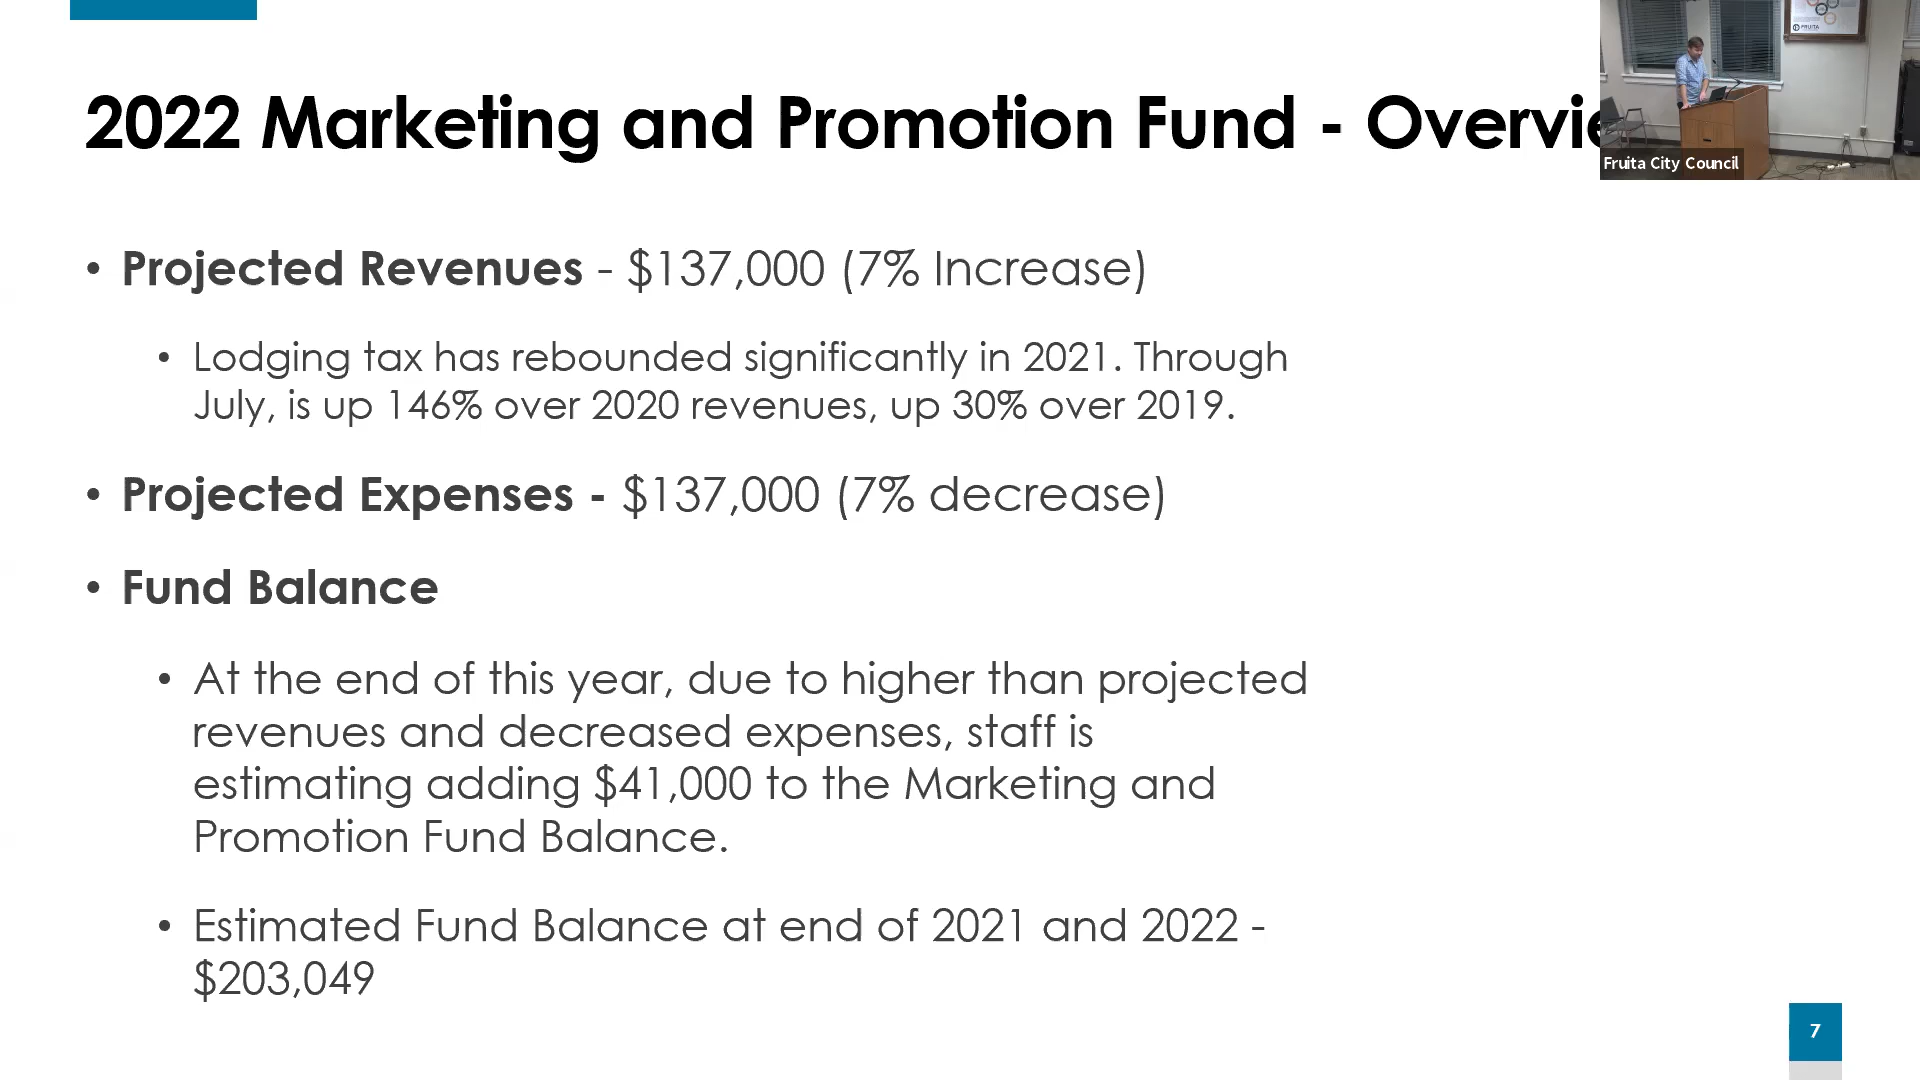 2022 Marketing and Promotion Fund - Overvie
Fruita City Council
FRUITA
• Projected Revenues - $137,000 (7% Increase)
• Lodging tax has rebounded significantly in 2021. Through
July, is up 146% over 2020 revenues, up 30% over 2019.
• Projected Expenses - $137,000 (7% decrease)
• Fund Balance
• At the end of this year, due to higher than projected
revenues and decreased expenses, staff is
estimating adding $41,000 to the Marketing and
Promotion Fund Balance.
• Estimated Fund Balance at end of 2021 and 2022 -
$203,049
7